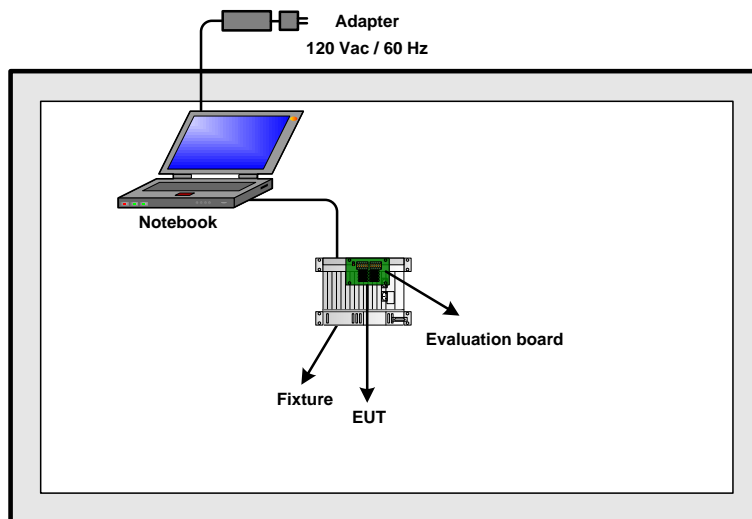 Adapter
120 Vac / 60 Hz
Notebook
Evaluation board
Fixture
EUT